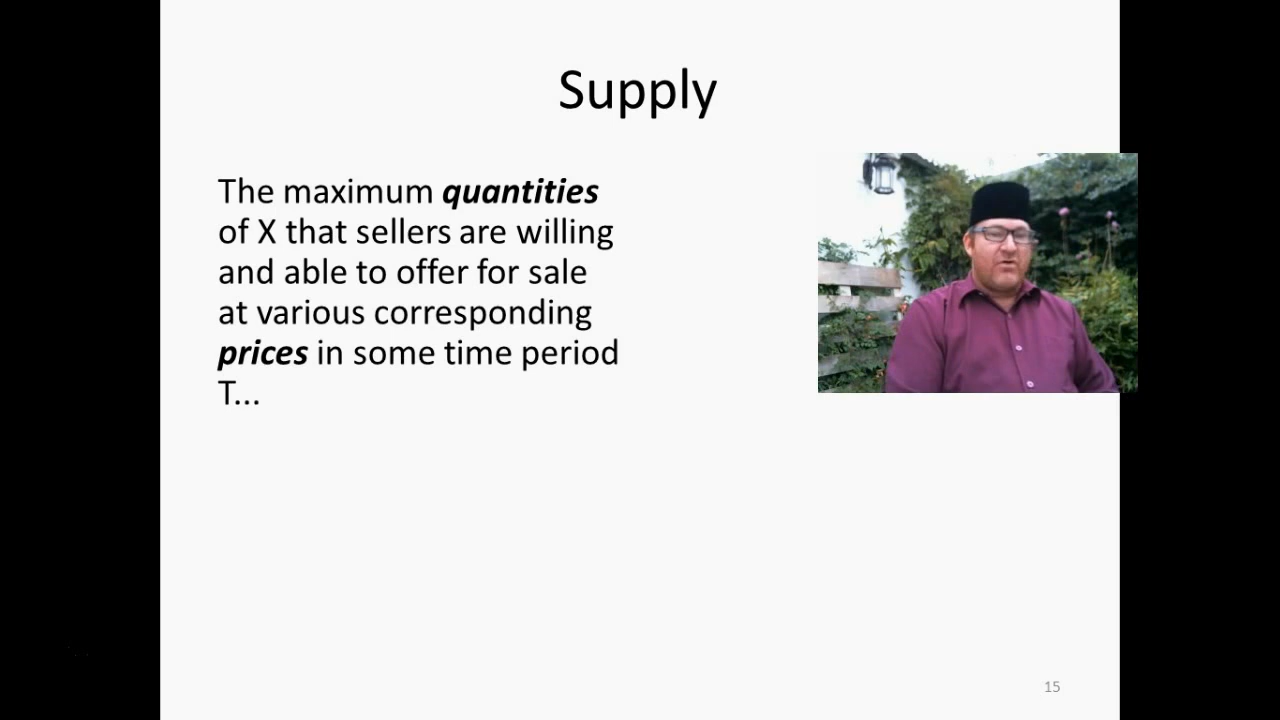 Supply
The maximum quantities
of X that sellers are willing
and able to offer for sale
at various corresponding
prices in some time period
T...
15